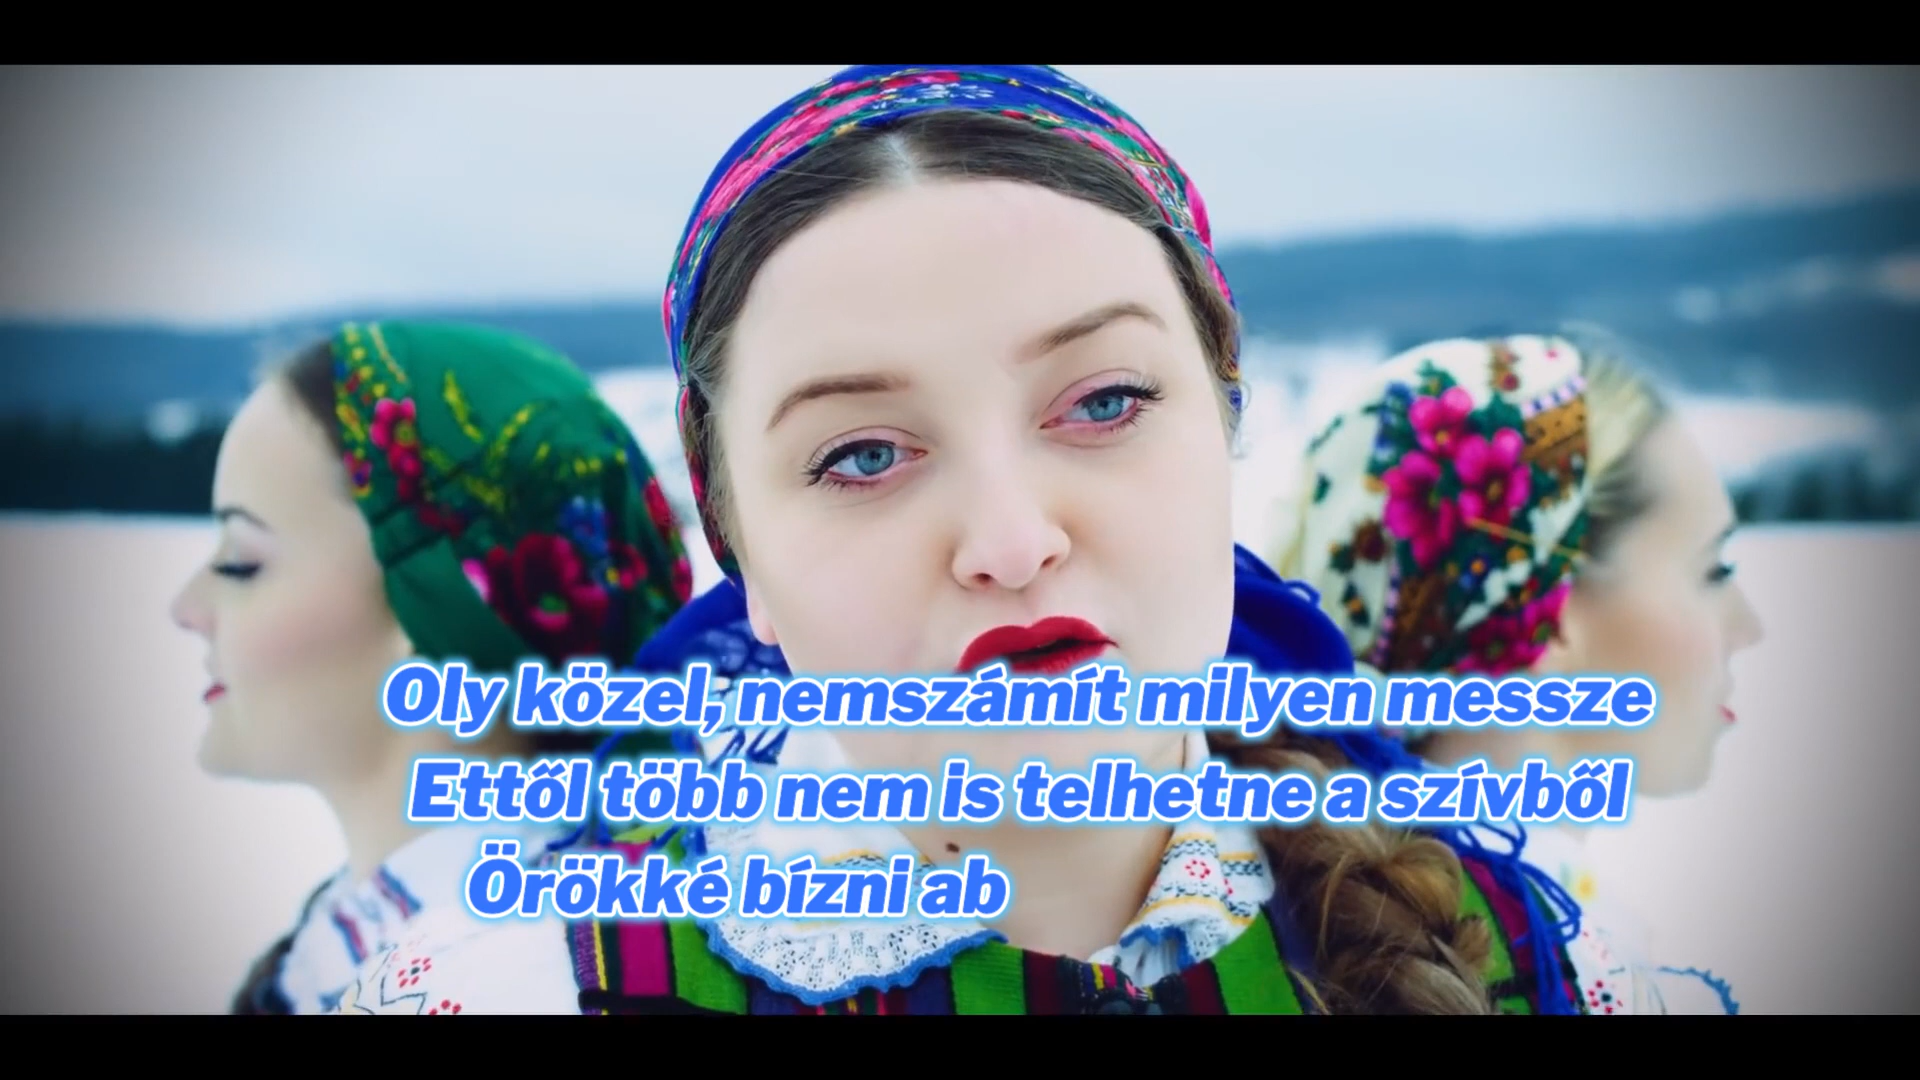 Oly közel, nemszámít milyen messze
Ettől több nem is telhetne a szívből
Örökké bízni ab